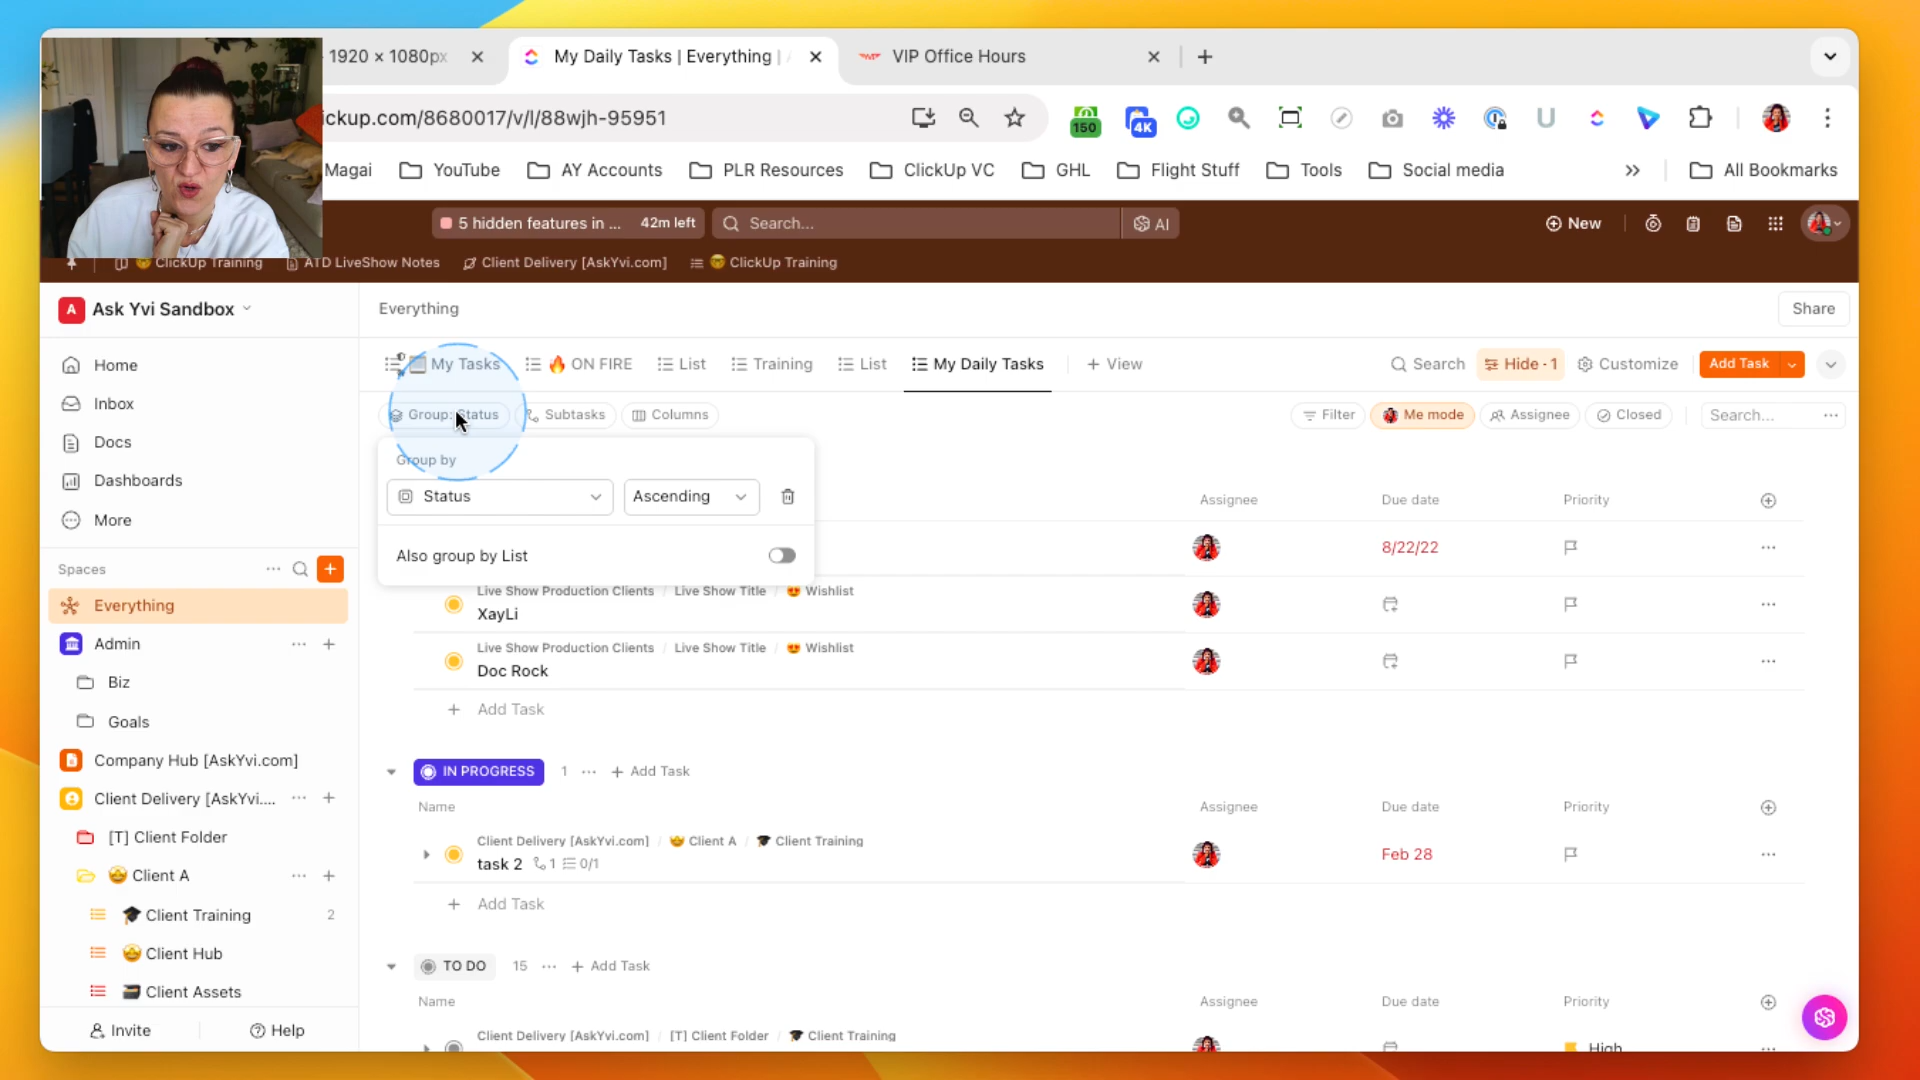 1920 × 1080px
My Daily Tasks | Everything |
VIP Office Hours
ickup.com/8680017/v/l/88wjh-95951
150
4K
Magai
YouTube
AY Accounts
PLR Resources
ClickUp VC
GHL
Flight Stuff
Tools
Social media
All Bookmarks
5 hidden features in ...
42m left
Search...
AI
New
ClickUp Training
ATD LiveShow Notes
Client Delivery [AskYvi.com]
ClickUp Training
A
Ask Yvi Sandbox
Everything
Share
Home
Inbox
Docs
Dashboards
More
Spaces
Everything
Admin
Biz
Goals
Company Hub [AskYvi.com]
Client Delivery [AskYvi....
[T] Client Folder
Client A
Client Training
2
Client Hub
Client Assets
Invite
Help
My Tasks
ON FIRE
List
Training
List
My Daily Tasks
+ View
Search
Hide · 1
Customize
Add Task
Group: Status
Subtasks
Columns
Filter
Me mode
Assignee
Closed
Search...
Group by
Status
Ascending
Also group by List
Assignee
Due date
Priority
8/22/22
Live Show Production Clients / Live Show Title / Wishlist
XayLi
Live Show Production Clients / Live Show Title / Wishlist
Doc Rock
+ Add Task
IN PROGRESS
1
+ Add Task
Name
Assignee
Due date
Priority
Client Delivery [AskYvi.com] / Client A / Client Training
task 2
1
0/1
Feb 28
+ Add Task
TO DO
15
+ Add Task
Name
Assignee
Due date
Priority
Client Delivery [AskYvi.com] / [T] Client Folder / Client Training
High